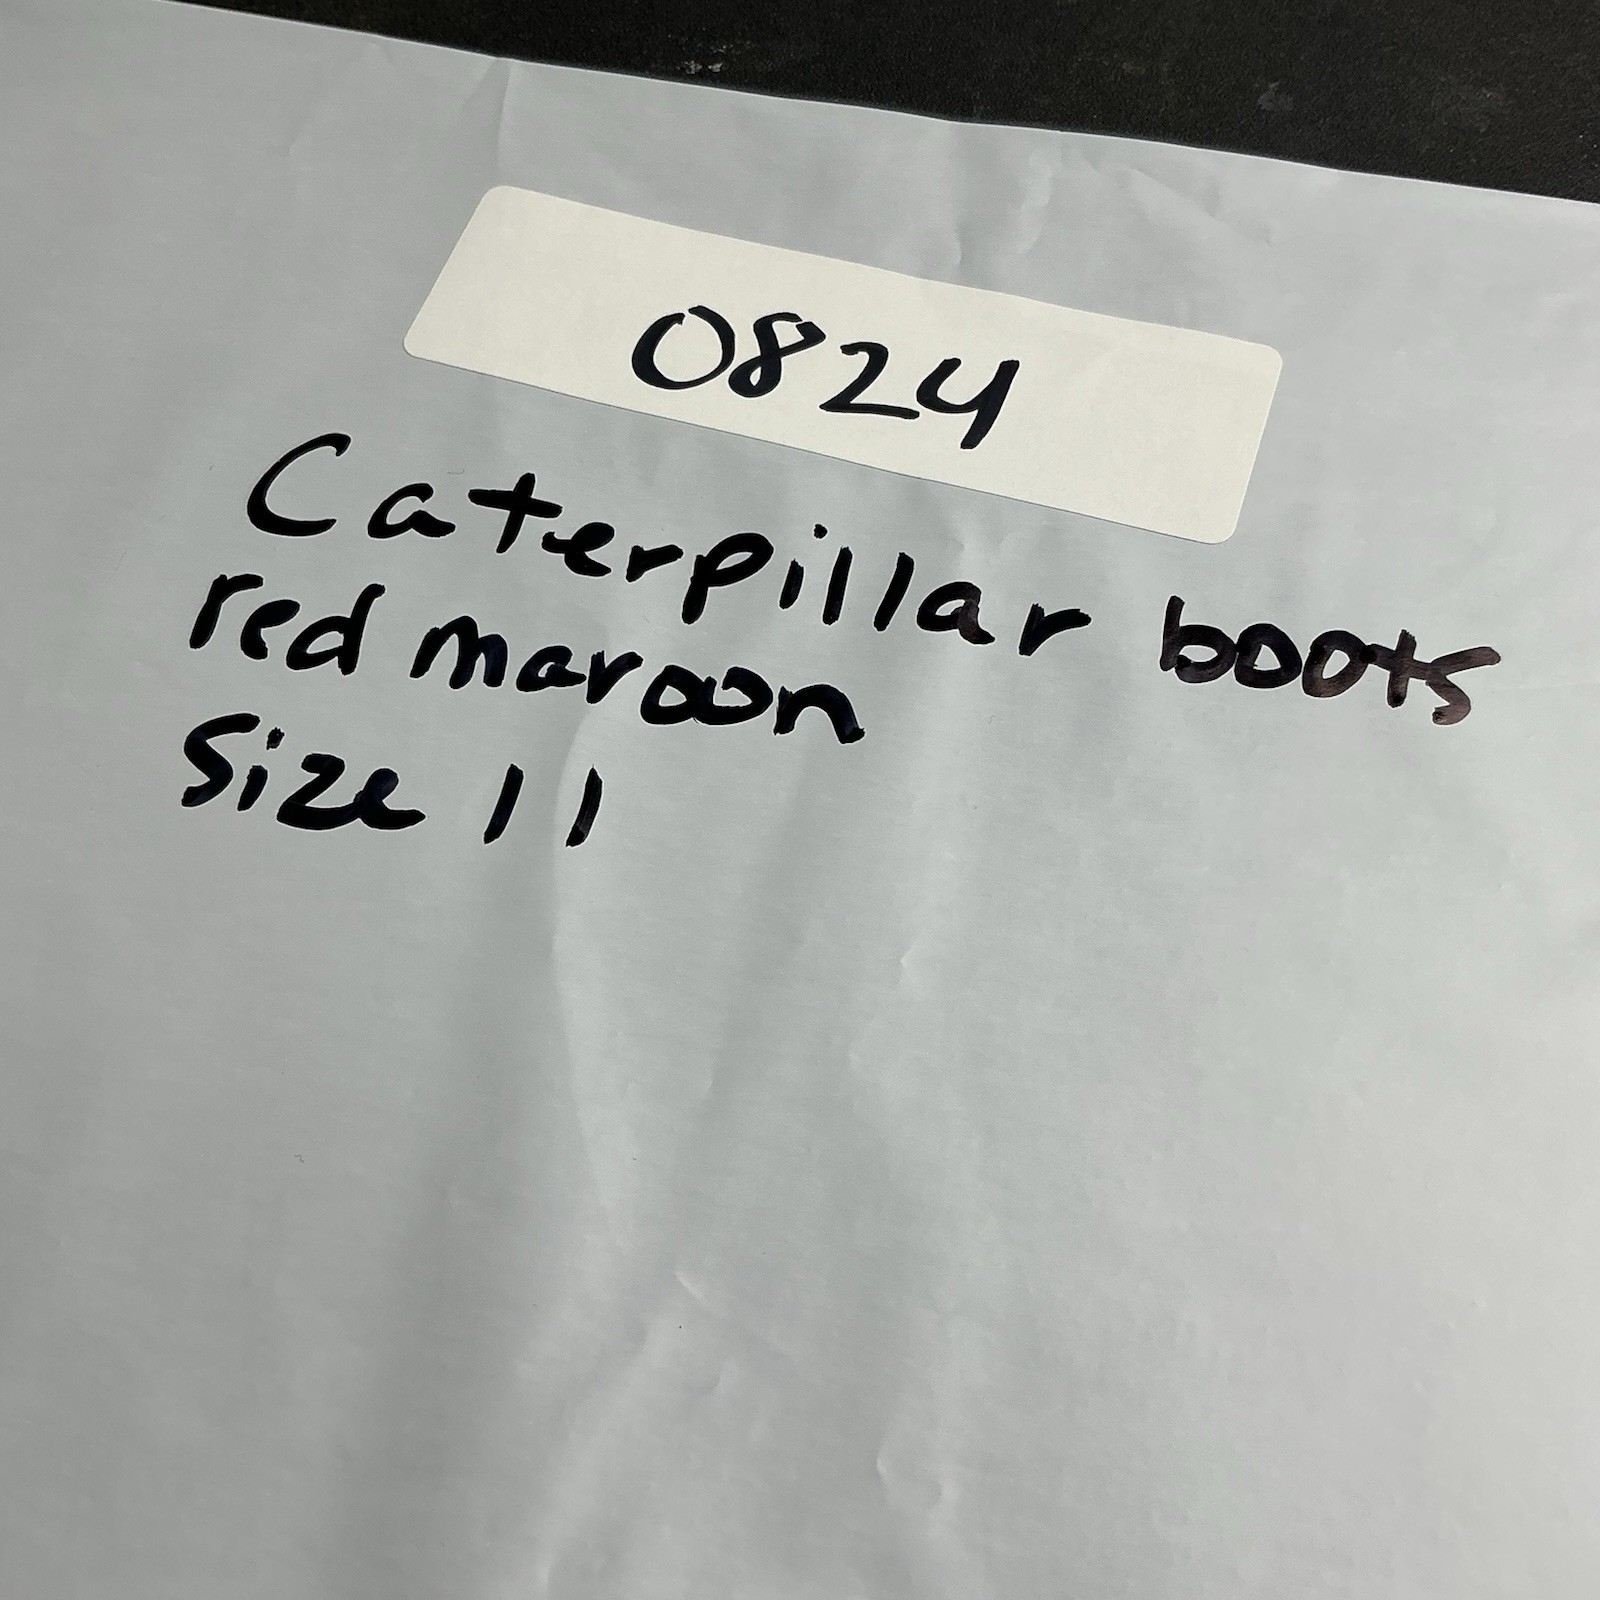 0824
Caterpillar boots
red maroon
Size 11